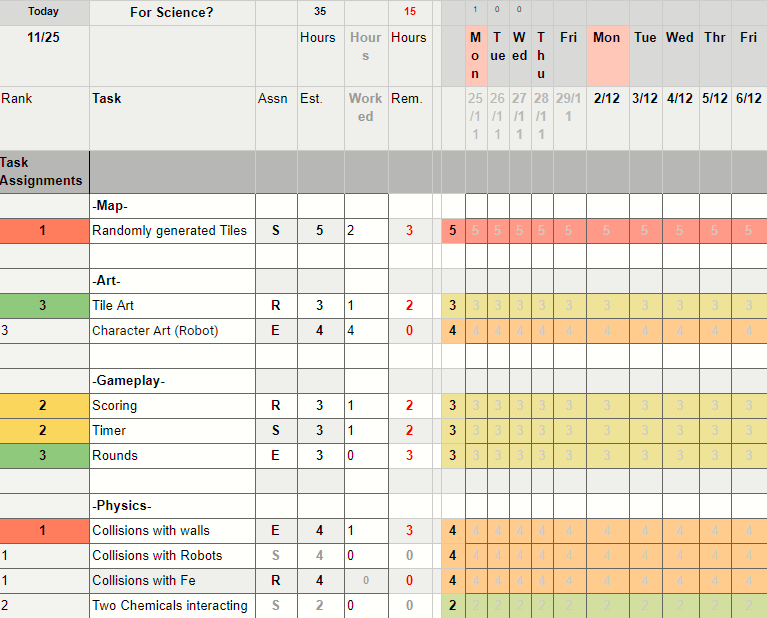 Today For Science? 35 15 1 0 0
11/25 Hours Hours Hours Mon Tue Wed Thu Fri Mon Tue Wed Thr Fri
Rank Task Assn Est. Worked Rem. 25/11 26/11 27/11 28/11 29/11 2/12 3/12 4/12 5/12 6/12
Task Assignments
-Map-
1 Randomly generated Tiles S 5 2 3 5 5 5 5 5 5 5 5 5 5 5
-Art-
3 Tile Art R 3 1 2 3 3 3 3 3 3 3 3 3 3 3
3 Character Art (Robot) E 4 4 0 4 4 4 4 4 4 4 4 4 4 4
-Gameplay-
2 Scoring R 3 1 2 3 3 3 3 3 3 3 3 3 3 3
2 Timer S 3 1 2 3 3 3 3 3 3 3 3 3 3 3
3 Rounds E 3 0 3 3 3 3 3 3 3 3 3 3 3 3
-Physics-
1 Collisions with walls E 4 1 3 4 4 4 4 4 4 4 4 4 4 4
1 Collisions with Robots S 4 0 0 4 4 4 4 4 4 4 4 4 4 4
1 Collisions with Fe R 4 0 0 4 4 4 4 4 4 4 4 4 4 4
2 Two Chemicals interacting S 2 0 0 2 2 2 2 2 2 2 2 2 2 2